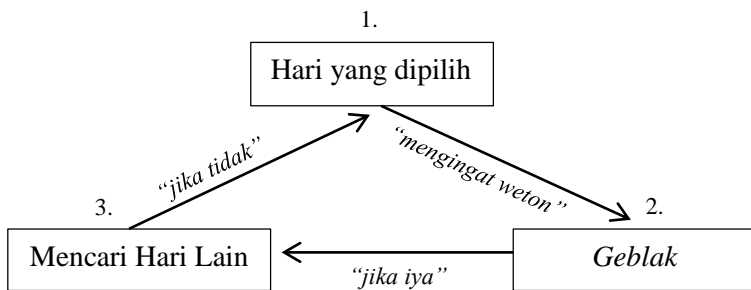 1.
Hari yang dipilih
“jika tidak”
“mengingat weton”
3.
2.
Mencari Hari Lain
Geblak
“jika iya”